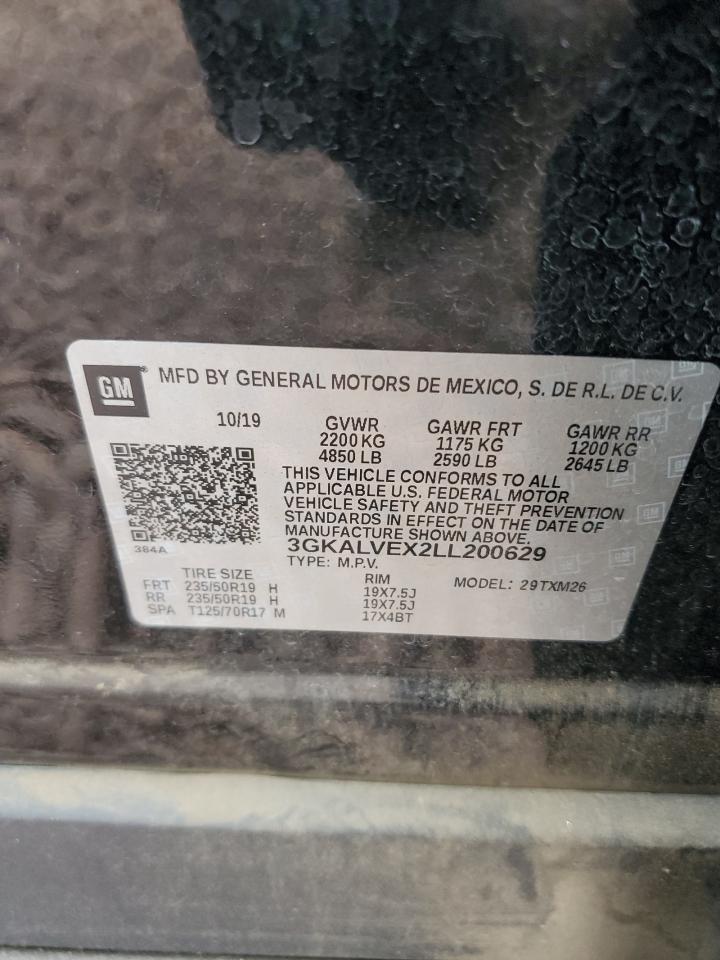 GM
MFD BY GENERAL MOTORS DE MEXICO, S. DE R.L. DE C.V.
10/19 GVWR GAWR FRT GAWR RR
2200 KG 1175 KG 1200 KG
4850 LB 2590 LB 2645 LB
THIS VEHICLE CONFORMS TO ALL
APPLICABLE U.S. FEDERAL MOTOR
VEHICLE SAFETY AND THEFT PREVENTION
STANDARDS IN EFFECT ON THE DATE OF
MANUFACTURE SHOWN ABOVE.
384A 3GKALVEX2LL200629
TYPE: M.P.V.
TIRE SIZE RIM MODEL: 29TXM26
FRT 235/50R19 H 19X7.5J
RR 235/50R19 H 19X7.5J
SPA T125/70R17 M 17X4BT